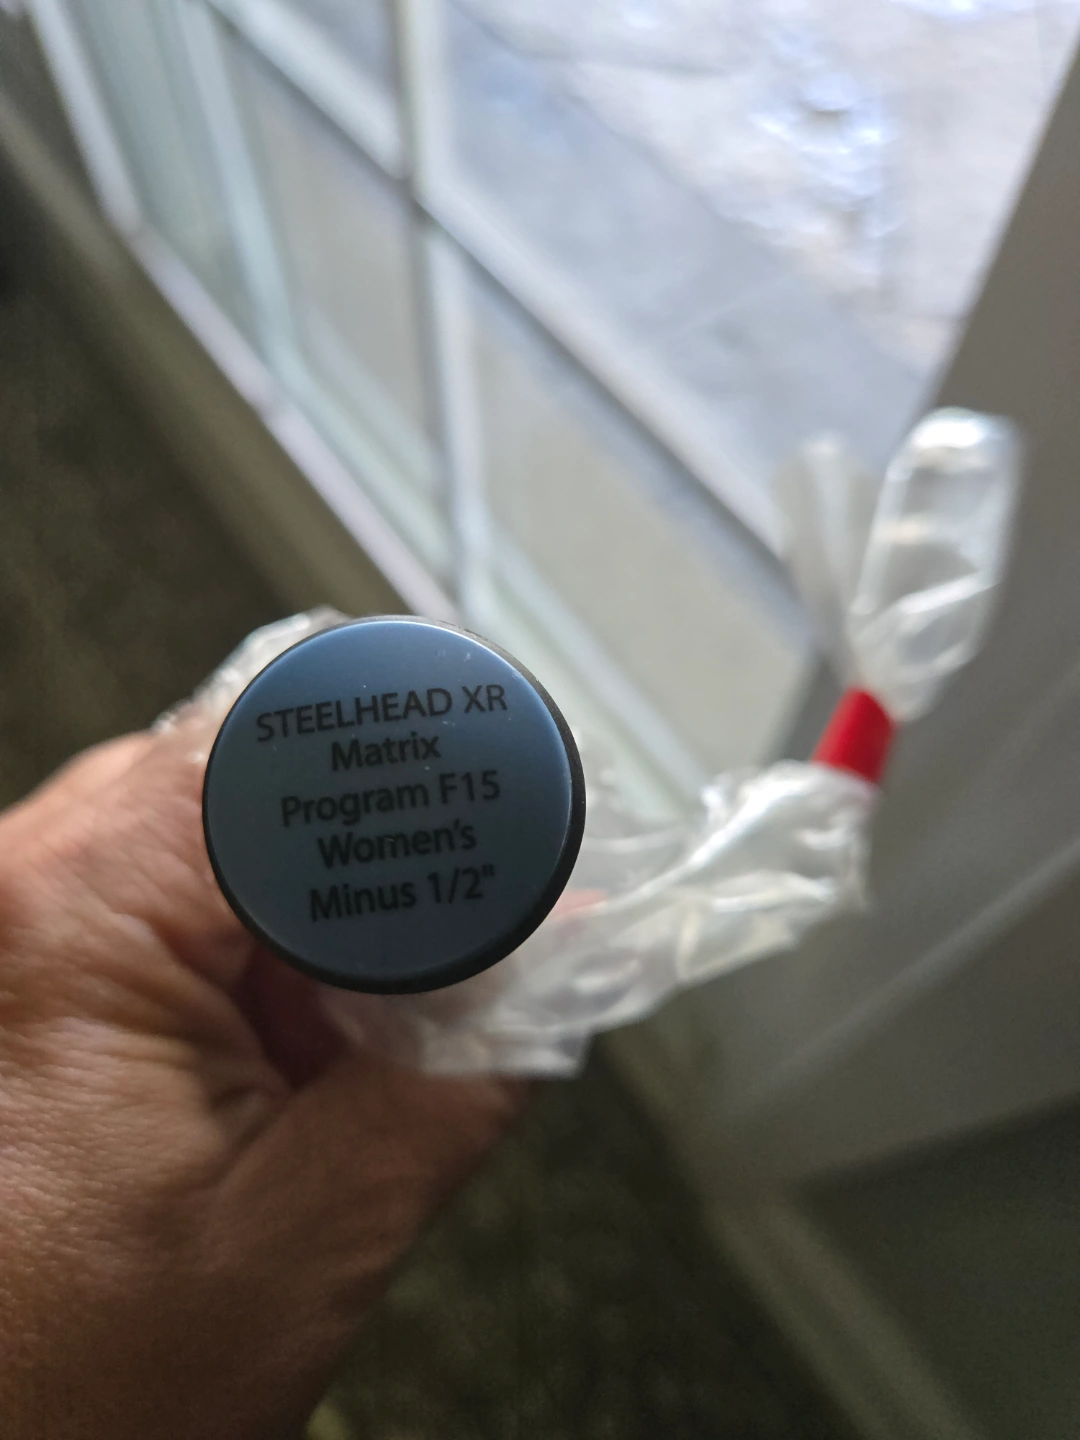 STEELHEAD XR
Matrix
Program F15
Women's
Minus 1/2"